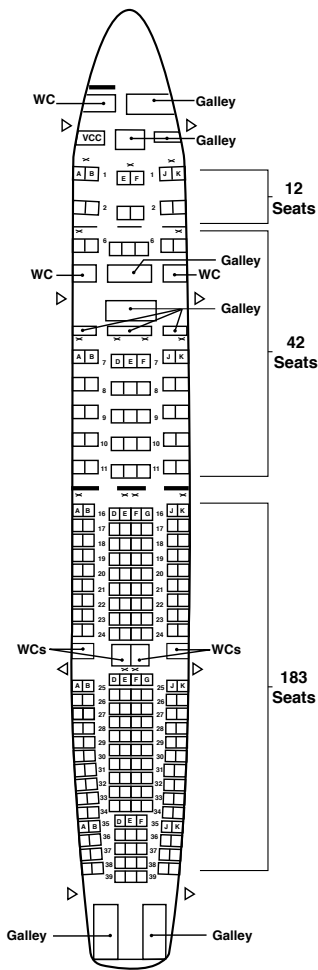 WC
Galley
VCC
Galley
A B 1 E F 1 J K
12
Seats
2 2
6 6
Galley
WC
WC
Galley
42
Seats
A B 7 D E F 7 J K
8 8
9 9
10 10
11 11
A B 16 D E F G 16 J K
17 17
18 18
19 19
20 20
21 21
22 22
23 23
24 24
WCs
WCs
183
Seats
A B 25 D E F G 25 J K
26 26
27 27
28 28
29 29
30 30
31 31
32 32
33 33
34 34
A B 35 D E F 35 J K
36 36
37 37
38 38
39 39
Galley
Galley